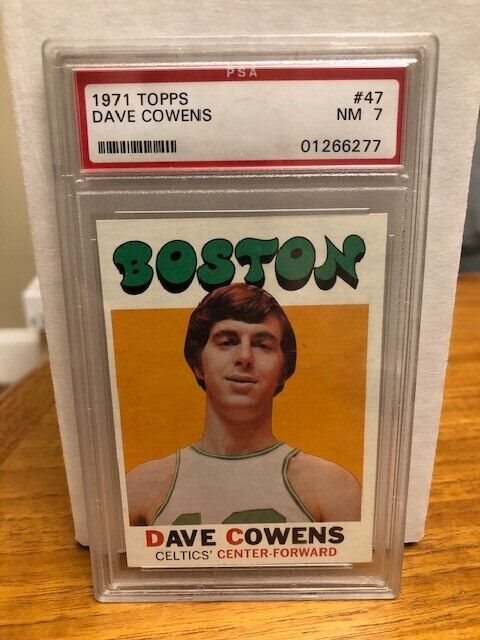 PSA
1971 TOPPS #47
DAVE COWENS NM 7
01266277
BOSTON
DAVE COWENS
CELTICS' CENTER-FORWARD